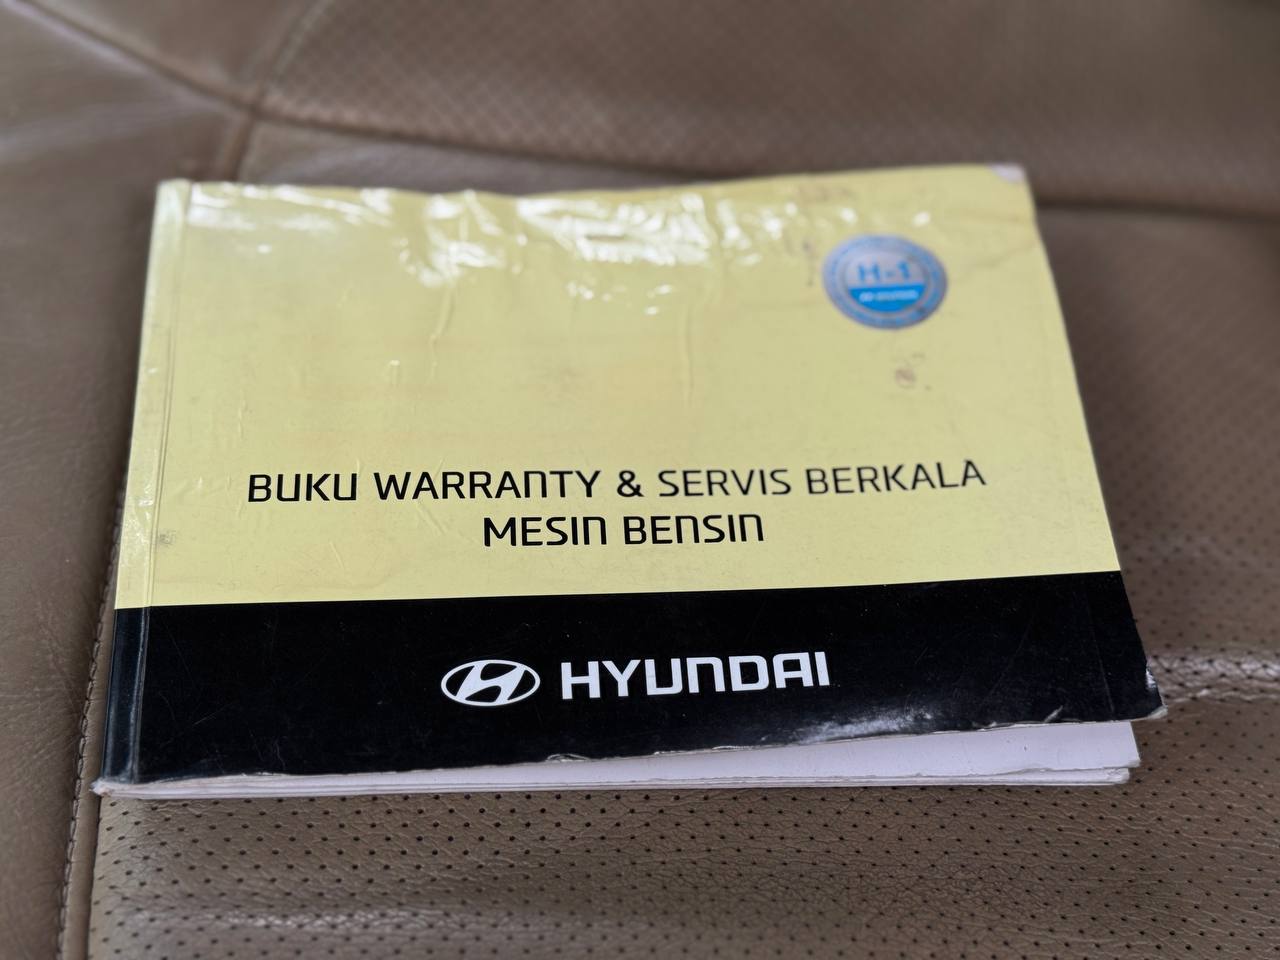 H-1
BUKU WARRANTY & SERVIS BERKALA
MESIN BENSIN
HYUNDAI